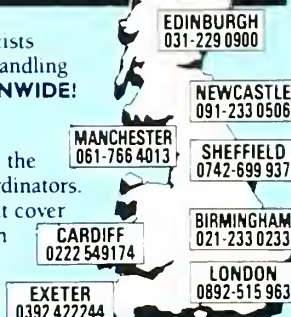 ists
andling
NWIDE!
the
rdinators.
t cover
n
EDINBURGH
031-229 0900
NEWCASTLE
091-233 0506
MANCHESTER
061-766 4013
SHEFFIELD
0742-699 937
BIRMINGHAM
021-233 0233
CARDIFF
0222 549174
LONDON
0892-515 963
EXETER
0392 422244